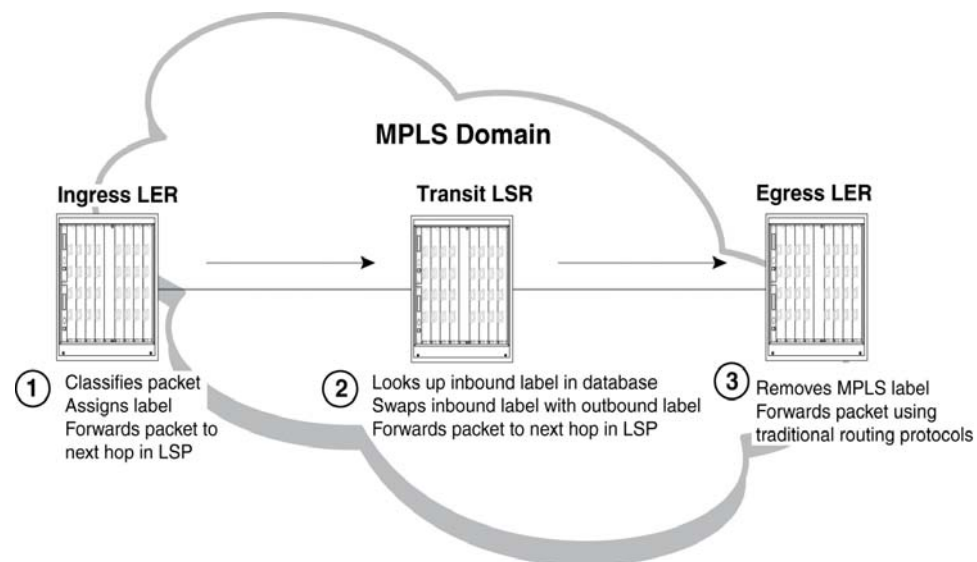 MPLS Domain
Ingress LER
Transit LSR
Egress LER
1
Classifies packet
Assigns label
Forwards packet to
next hop in LSP
2
Looks up inbound label in database
Swaps inbound label with outbound label
Forwards packet to next hop in LSP
3
Removes MPLS label
Forwards packet using
traditional routing protocols